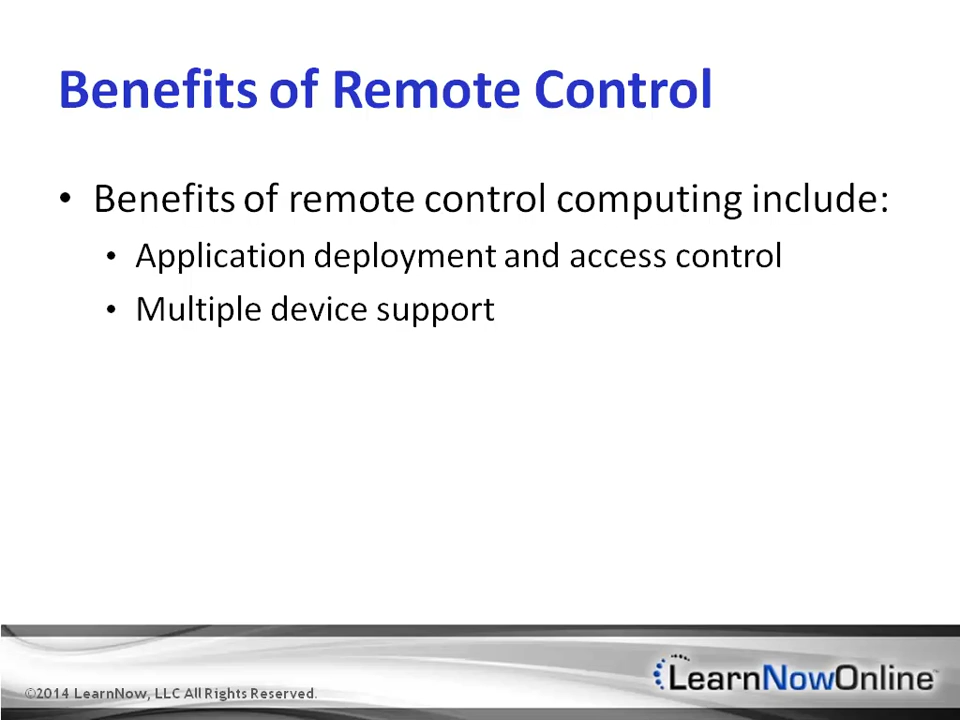 Benefits of Remote Control
• Benefits of remote control computing include:
• Application deployment and access control
• Multiple device support
©2014 LearnNow, LLC All Rights Reserved.
LearnNowOnline™